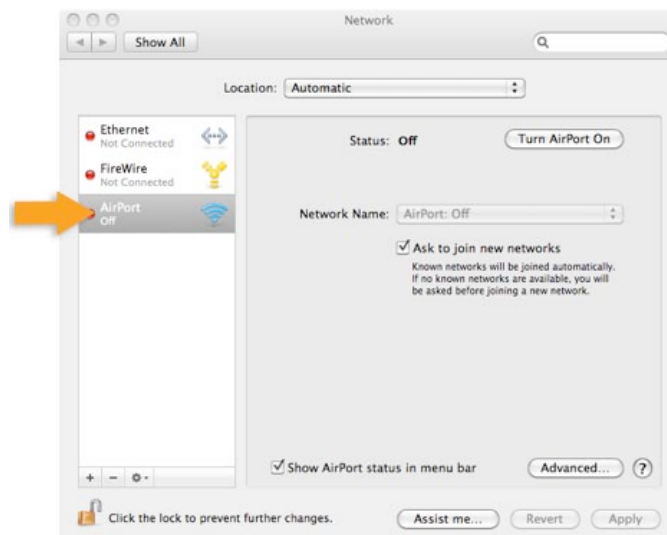 Network
Show All
Location: Automatic
Ethernet
Not Connected
FireWire
Not Connected
AirPort
Off
Status: Off
Turn AirPort On
Network Name: AirPort: Off
Ask to join new networks
Known networks will be joined automatically.
If no known networks are available, you will
be asked before joining a new network.
Show AirPort status in menu bar
Advanced...
?
Click the lock to prevent further changes.
Assist me...
Revert
Apply